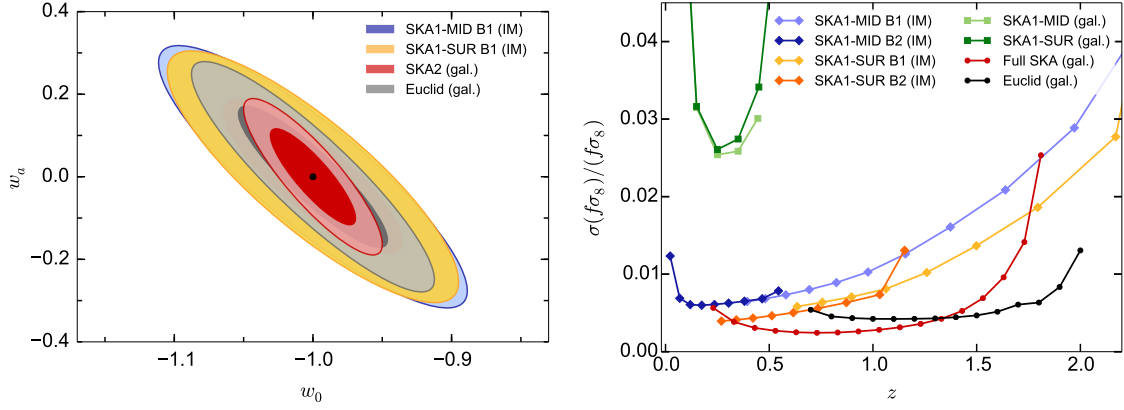 SKA1-MID B1 (IM)
SKA1-SUR B1 (IM)
SKA2 (gal.)
Euclid (gal.)
0.4
0.2
0.0
−0.2
−0.4
w_a
−1.1
−1.0
−0.9
w_0
SKA1-MID B1 (IM)
SKA1-MID B2 (IM)
SKA1-SUR B1 (IM)
SKA1-SUR B2 (IM)
SKA1-MID (gal.)
SKA1-SUR (gal.)
Full SKA (gal.)
Euclid (gal.)
0.04
0.03
0.02
0.01
0.00
σ(fσ₈)/(fσ₈)
0.0
0.5
1.0
1.5
2.0
z